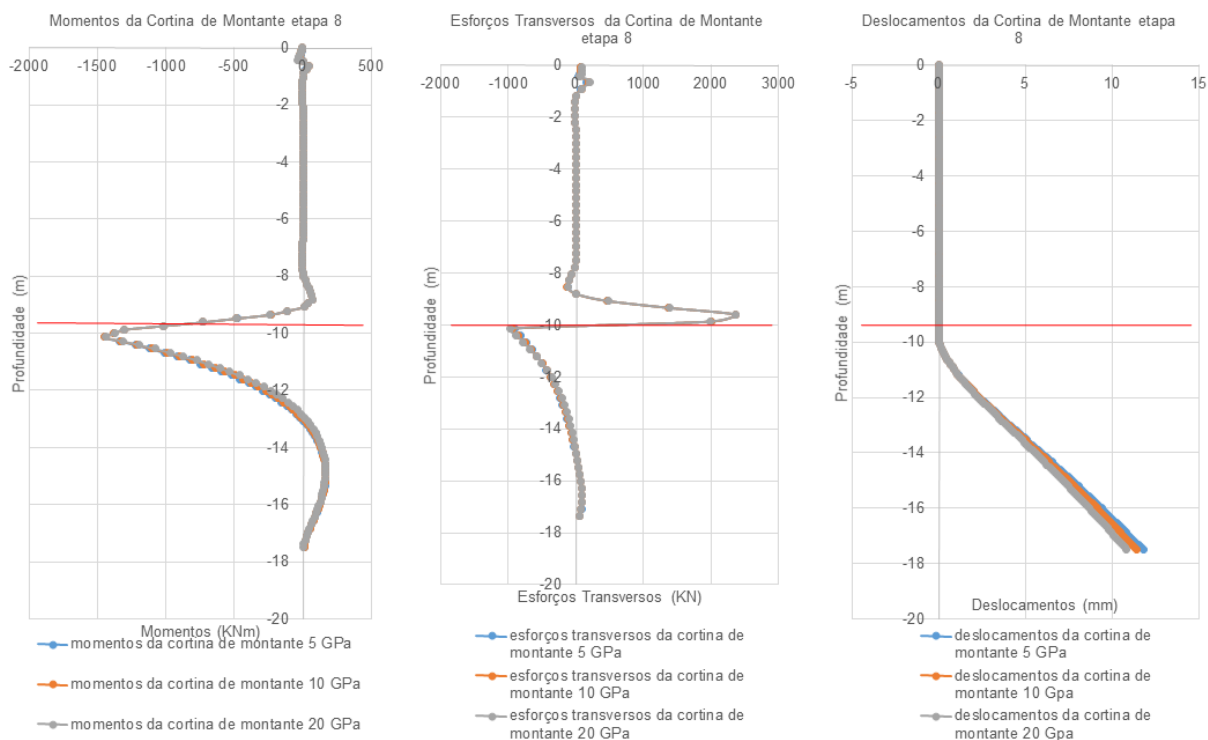 Momentos da Cortina de Montante etapa 8
0
-2000 -1500 -1000 -500 0 500
-2
-4
-6
-8
-10
-12
-14
-16
-18
-20
Profundidade (m)
Momentos (KNm)
momentos da cortina de montante 5 GPa
momentos da cortina de montante 10 GPa
momentos da cortina de montante 20 GPa
Esforços Transversos da Cortina de Montante
etapa 8
0
-2000 -1000 0 1000 2000 3000
-2
-4
-6
-8
-10
-12
-14
-16
-18
-20
Profundidade (m)
Esforços Transversos (KN)
esforços transversos da cortina de
montante 5 GPa
esforços transversos da cortina de
montante 10 GPa
esforços transversos da cortina de
montante 20 GPa
Deslocamentos da Cortina de Montante etapa
8
0
-5 0 5 10 15
-2
-4
-6
-8
-10
-12
-14
-16
-18
-20
Profundidade (m)
Deslocamentos (mm)
deslocamentos da cortina de
montante 5 GPa
deslocamentos da cortina de
montante 10 Gpa
deslocamentos da cortina de
montante 20 Gpa